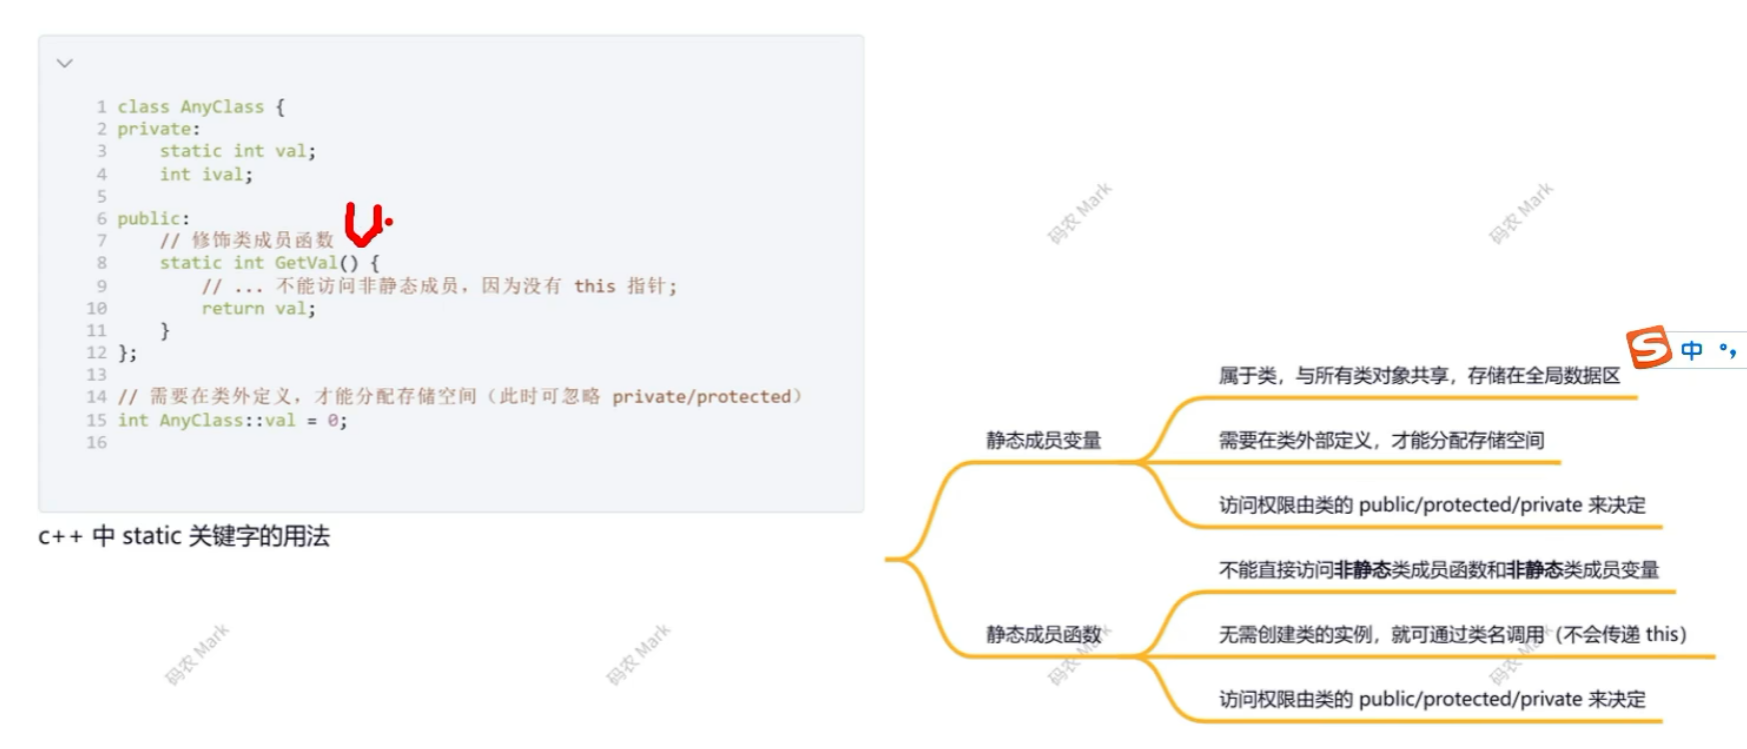 1 class AnyClass {
2 private:
3     static int val;
4     int ival;
5
6 public:
7     // 修饰类成员函数
8     static int GetVal() {
9         // ... 不能访问非静态成员，因为没有 this 指针;
10         return val;
11     }
12 };
13
14 // 需要在类外定义，才能分配存储空间（此时可忽略 private/protected）
15 int AnyClass::val = 0;
16
c++ 中 static 关键字的用法
静态成员变量
属于类，与所有类对象共享，存储在全局数据区
需要在类外部定义，才能分配存储空间
访问权限由类的 public/protected/private 来决定
静态成员函数
不能直接访问非静态类成员函数和非静态类成员变量
无需创建类的实例，就可通过类名调用（不会传递 this）
访问权限由类的 public/protected/private 来决定
S 中 °，
码农 Mark
码农 Mark
码农 Mark
码农 Mark
码农 Mark
码农 Mark